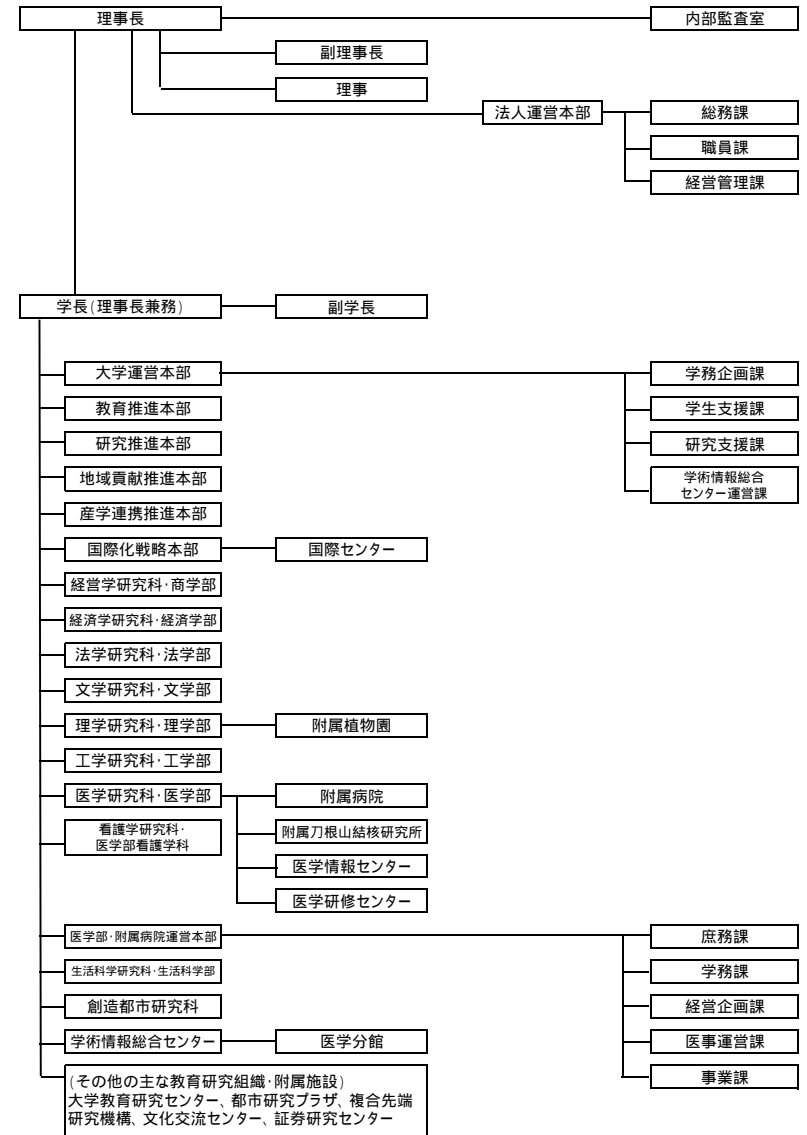 理事長
内部監査室
副理事長
理事
法人運営本部
総務課
職員課
経営管理課
学長(理事長兼務)
副学長
大学運営本部
学務企画課
教育推進本部
学生支援課
研究推進本部
研究支援課
地域貢献推進本部
学術情報総合
センター運営課
産学連携推進本部
国際化戦略本部
国際センター
経営学研究科・商学部
経済学研究科・経済学部
法学研究科・法学部
文学研究科・文学部
理学研究科・理学部
附属植物園
工学研究科・工学部
医学研究科・医学部
附属病院
看護学研究科・
医学部看護学科
附属刀根山結核研究所
医学情報センター
医学研修センター
医学部・附属病院運営本部
庶務課
生活科学研究科・生活科学部
学務課
創造都市研究科
経営企画課
学術情報総合センター
医学分館
医事運営課
事業課
(その他の主な教育研究組織・附属施設)
大学教育研究センター、都市研究プラザ、複合先端
研究機構、文化交流センター、証券研究センター